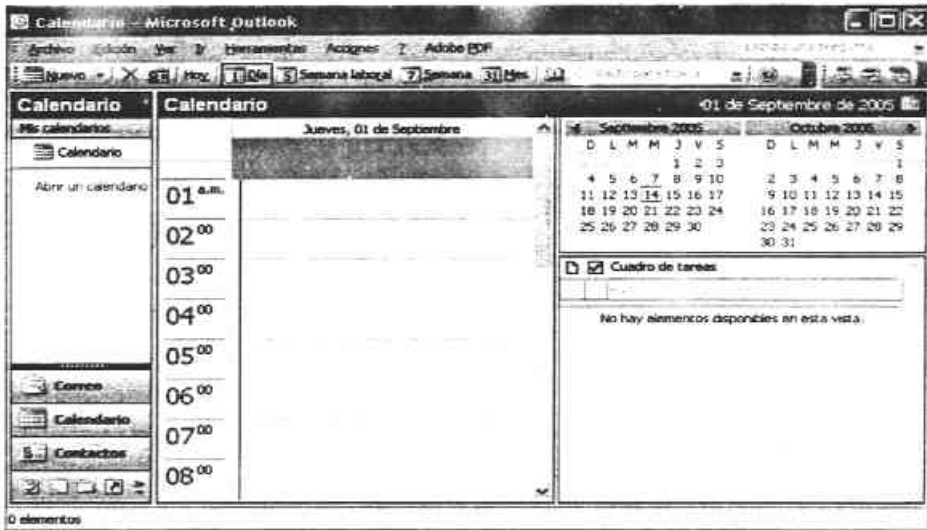 Calendario - Microsoft Outlook
Archivo Edición Ver Ir Herramientas Acciones ? Adobe PDF
Nuevo Hoy 1 Día 5 Semana laboral 7 Semana 31 Mes
Calendario
Mis calendarios
Calendario
Abrir un calendario
Correo
Calendario
Contactos
Calendario 01 de Septiembre de 2005
Jueves, 01 de Septiembre
01 a.m.
02 00
03 00
04 00
05 00
06 00
07 00
08 00
Septiembre 2005
D L M M J V S
1 2 3
4 5 6 7 8 9 10
11 12 13 14 15 16 17
18 19 20 21 22 23 24
25 26 27 28 29 30
Octubre 2005
D L M M J V S
1
2 3 4 5 6 7 8
9 10 11 12 13 14 15
16 17 18 19 20 21 22
23 24 25 26 27 28 29
30 31
Cuadro de tareas
No hay elementos disponibles en esta vista.
0 elementos